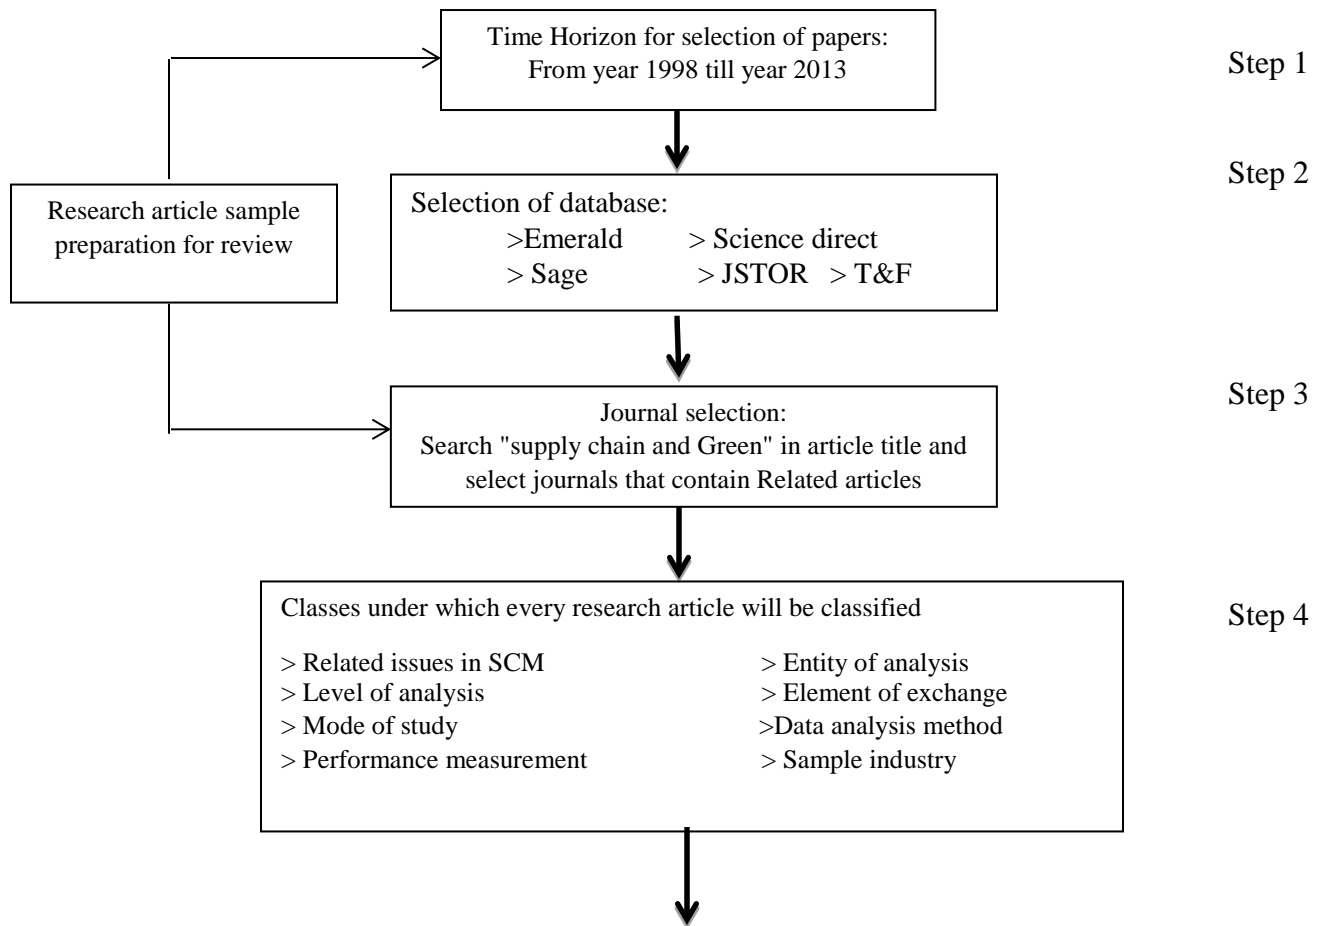 Time Horizon for selection of papers:
From year 1998 till year 2013
Step 1
Research article sample
preparation for review
Selection of database:
>Emerald > Science direct
> Sage > JSTOR > T&F
Step 2
Journal selection:
Search "supply chain and Green" in article title and
select journals that contain Related articles
Step 3
Classes under which every research article will be classified
> Related issues in SCM > Entity of analysis
> Level of analysis > Element of exchange
> Mode of study >Data analysis method
> Performance measurement > Sample industry
Step 4